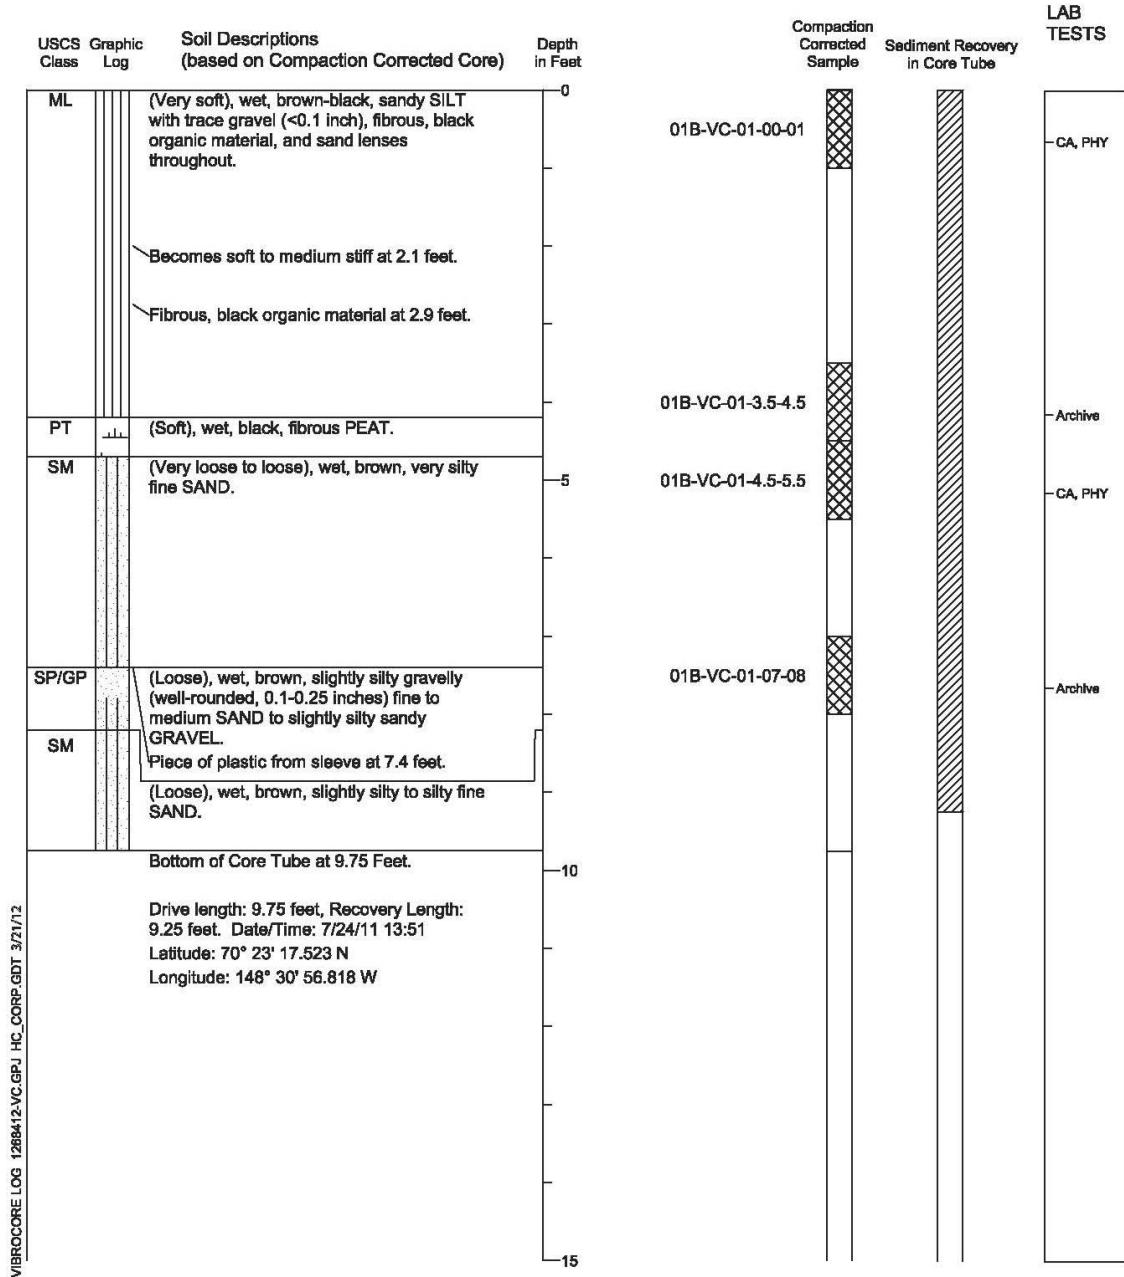 USCS Class
Graphic Log
Soil Descriptions
(based on Compaction Corrected Core)
Depth in Feet
Compaction Corrected Sample
Sediment Recovery in Core Tube
LAB TESTS
0
ML
(Very soft), wet, brown-black, sandy SILT
with trace gravel (<0.1 inch), fibrous, black
organic material, and sand lenses
throughout.
01B-VC-01-00-01
CA, PHY
Becomes soft to medium stiff at 2.1 feet.
Fibrous, black organic material at 2.9 feet.
01B-VC-01-3.5-4.5
Archive
PT
(Soft), wet, black, fibrous PEAT.
SM
(Very loose to loose), wet, brown, very silty
fine SAND.
5
01B-VC-01-4.5-5.5
CA, PHY
SP/GP
(Loose), wet, brown, slightly silty gravelly
(well-rounded, 0.1-0.25 inches) fine to
medium SAND to slightly silty sandy
GRAVEL.
01B-VC-01-07-08
Archive
SM
Piece of plastic from sleeve at 7.4 feet.
(Loose), wet, brown, slightly silty to silty fine
SAND.
Bottom of Core Tube at 9.75 Feet.
10
Drive length: 9.75 feet, Recovery Length:
9.25 feet. Date/Time: 7/24/11 13:51
Latitude: 70° 23' 17.523 N
Longitude: 148° 30' 56.818 W
15
VIBROCORE LOG 1268412-VC.GPJ HC_CORP.GDT 3/21/12